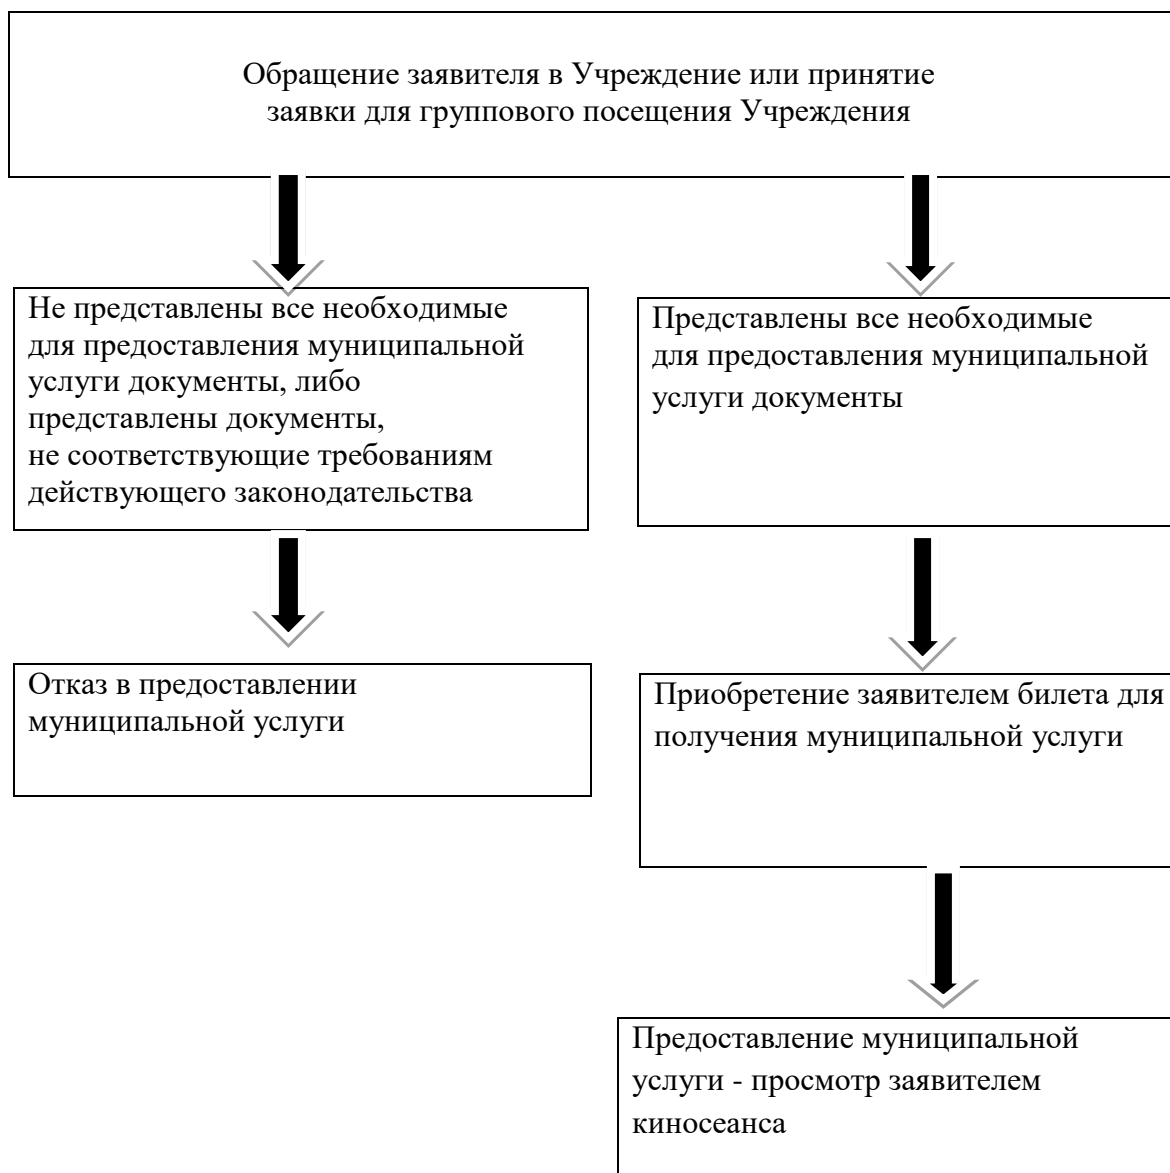 Обращение заявителя в Учреждение или принятие
заявки для группового посещения Учреждения
Не представлены все необходимые
для предоставления муниципальной
услуги документы, либо
представлены документы,
не соответствующие требованиям
действующего законодательства
Представлены все необходимые
для предоставления муниципальной
услуги документы
Отказ в предоставлении
муниципальной услуги
Приобретение заявителем билета для
получения муниципальной услуги
Предоставление муниципальной
услуги - просмотр заявителем
киносеанса